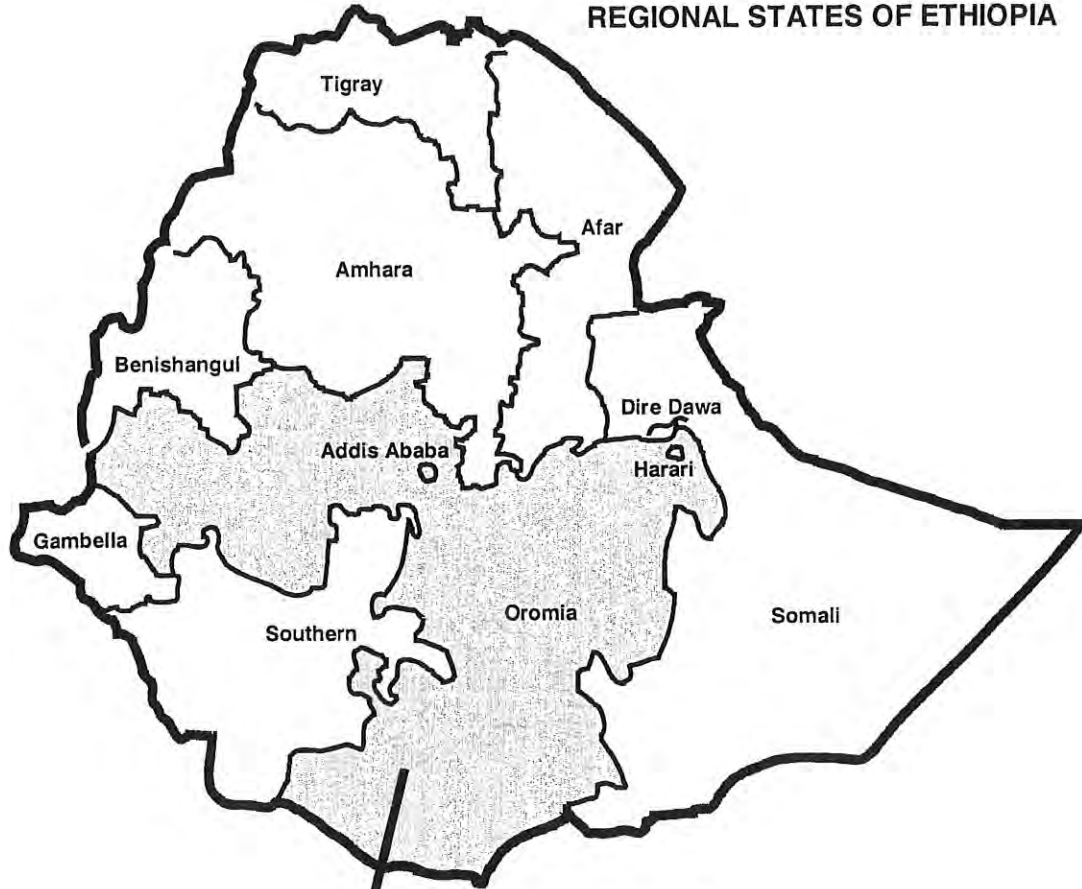 REGIONAL STATES OF ETHIOPIA
Tigray
Afar
Amhara
Benishangul
Dire Dawa
Addis Ababa
Harari
Gambella
Oromia
Somali
Southern